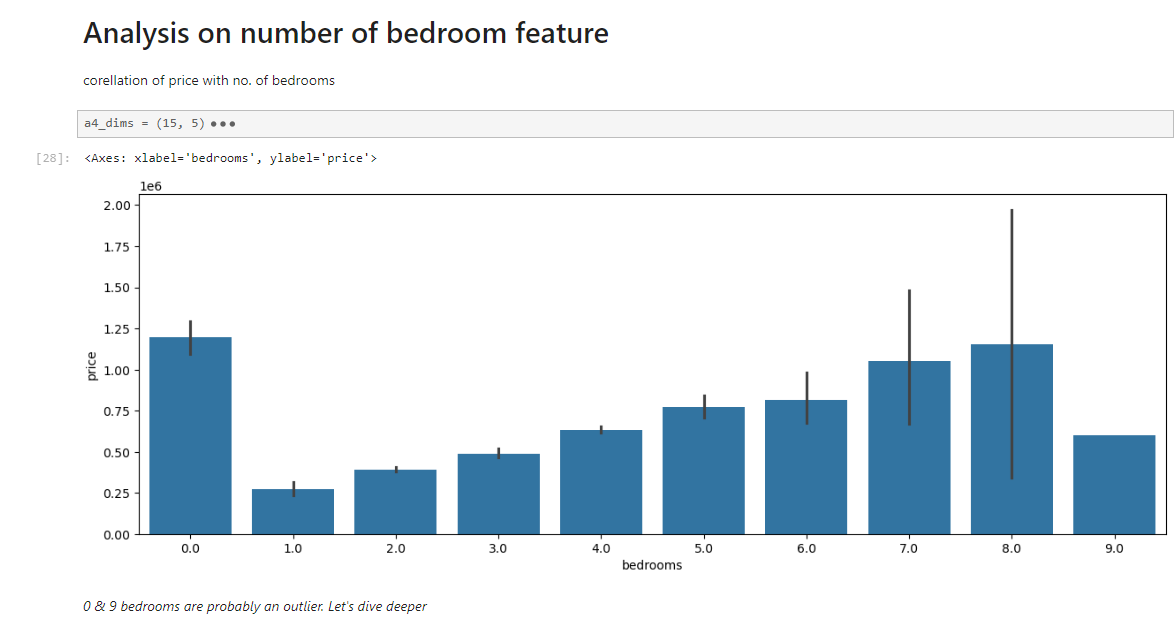 Analysis on number of bedroom feature
corellation of price with no. of bedrooms
a4_dims = (15, 5) •••
[28]: <Axes: xlabel='bedrooms', ylabel='price'>
1e6
2.00
1.75
1.50
1.25
1.00
0.75
0.50
0.25
0.00
price
0.0 1.0 2.0 3.0 4.0 5.0 6.0 7.0 8.0 9.0
bedrooms
0 & 9 bedrooms are probably an outlier. Let's dive deeper